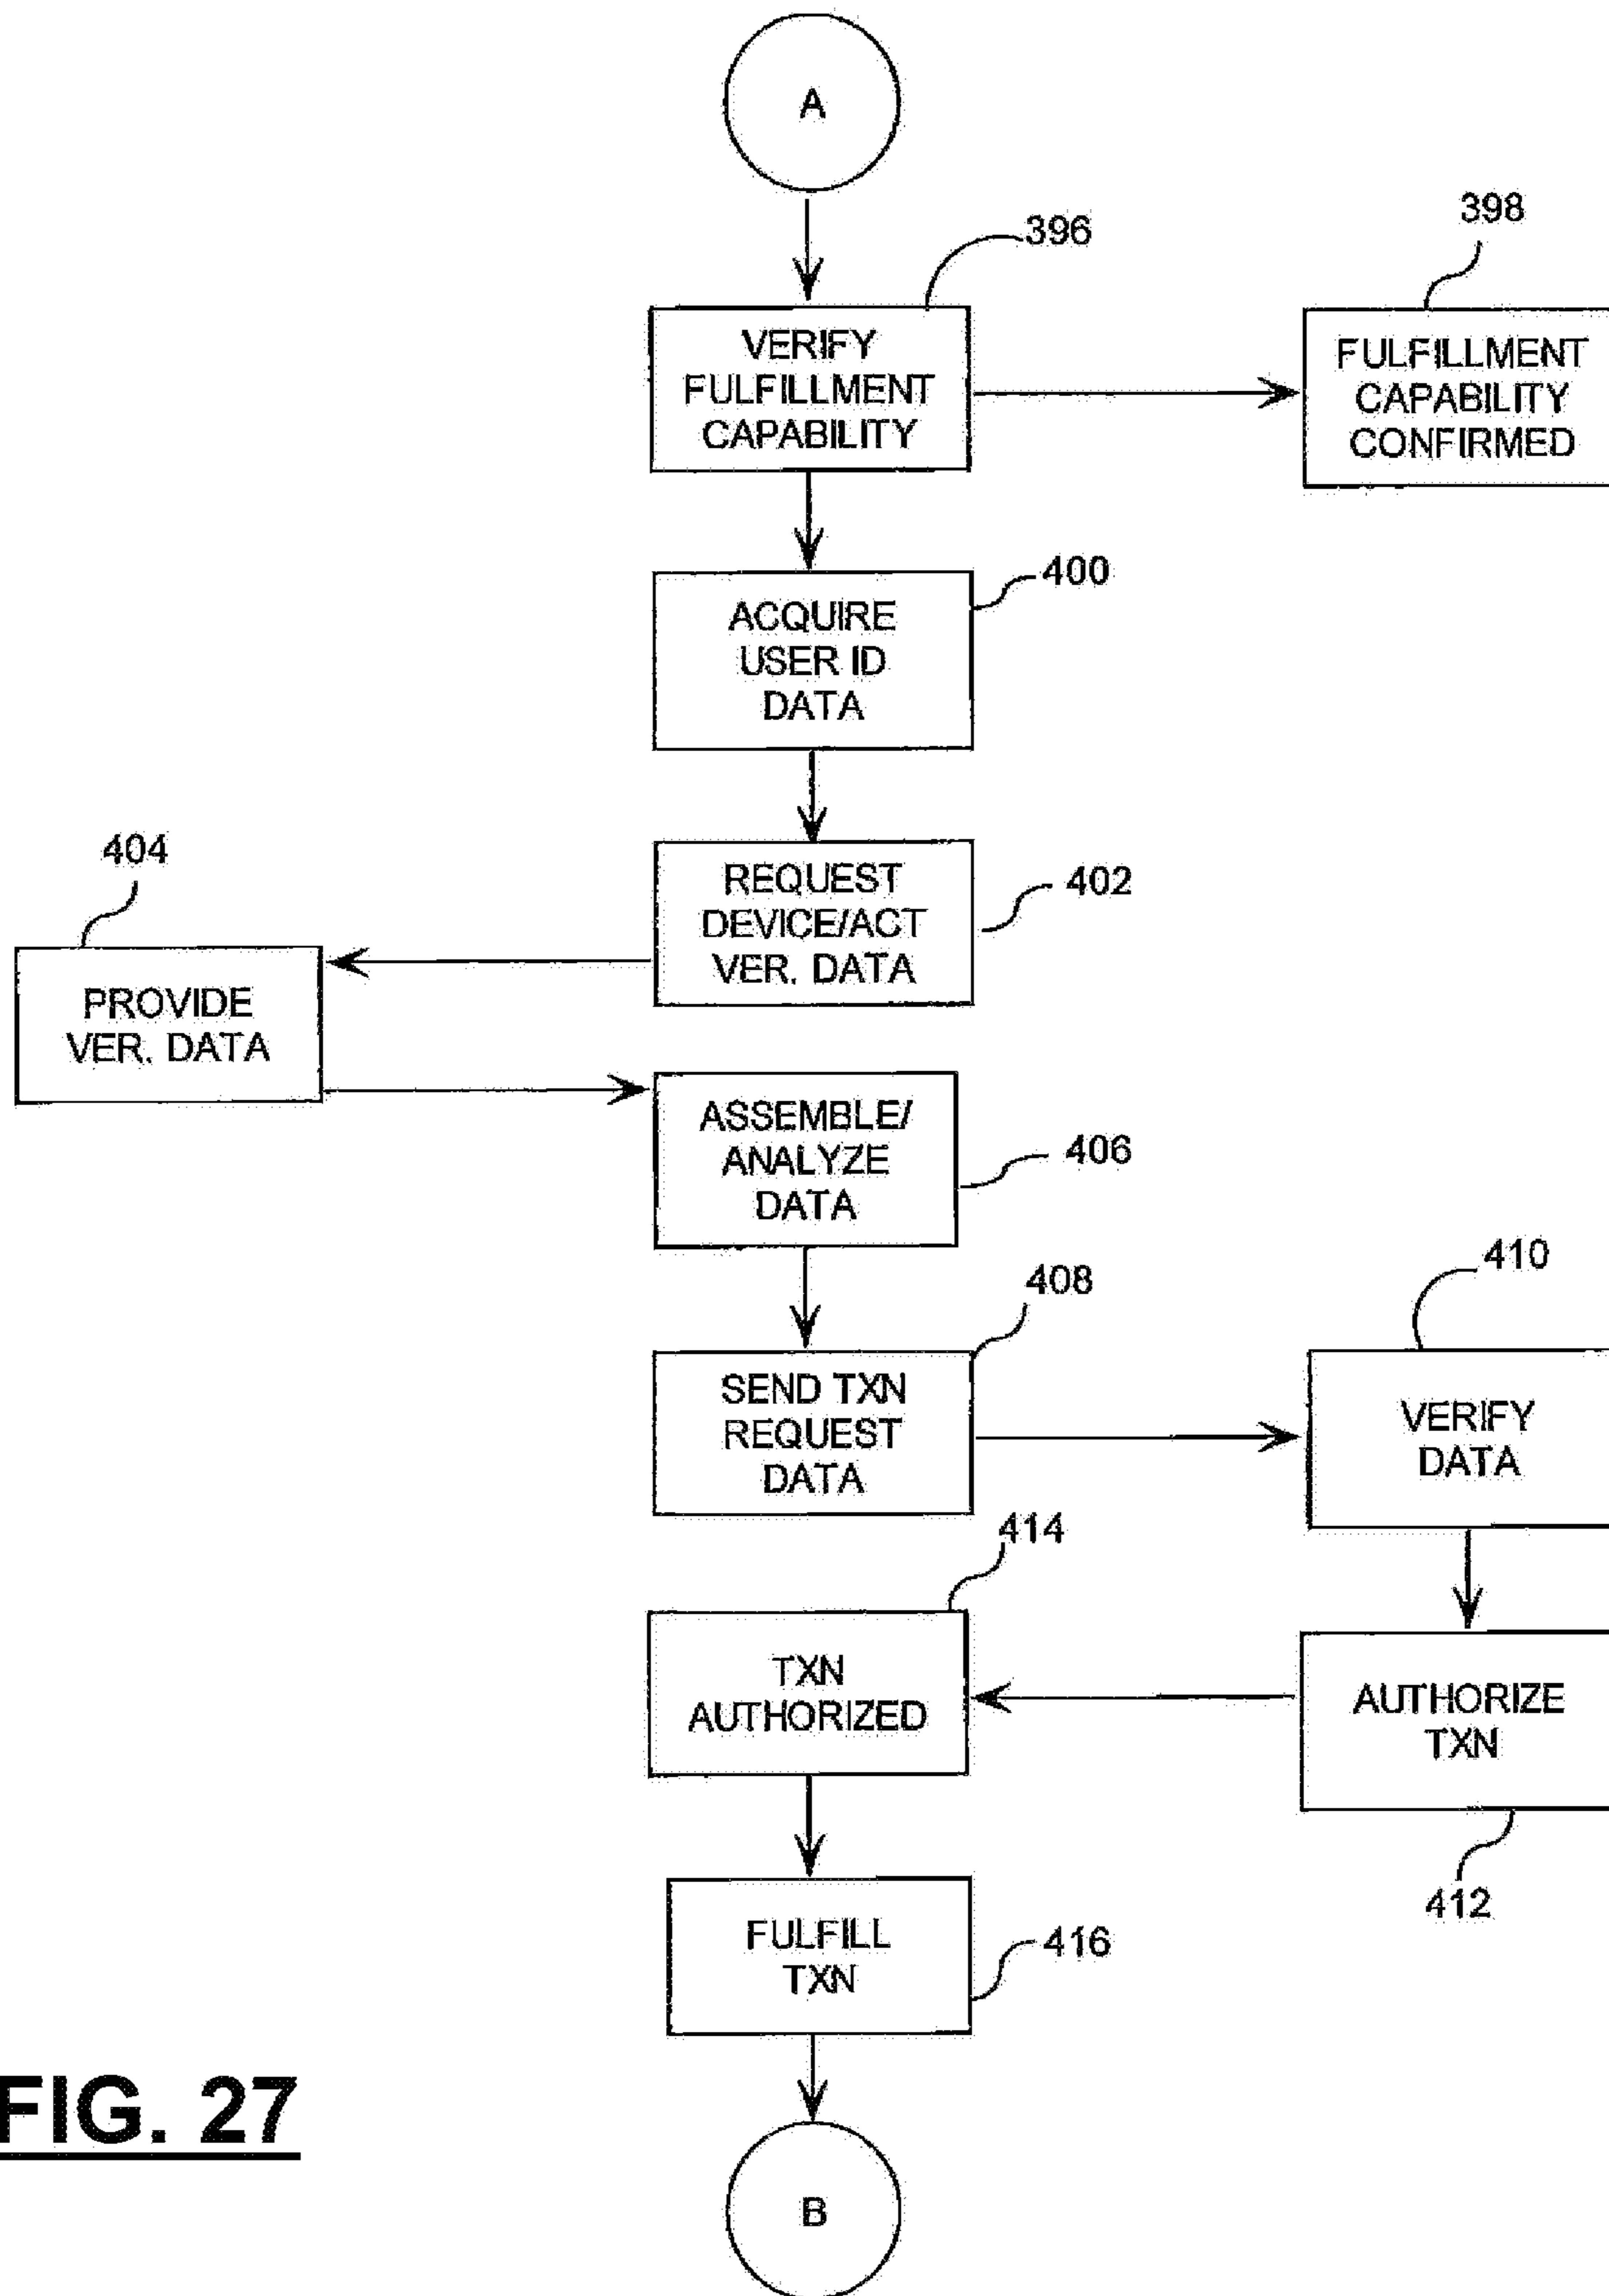 A
396
398
VERIFY
FULFILLMENT
CAPABILITY
FULFILLMENT
CAPABILITY
CONFIRMED
400
ACQUIRE
USER ID
DATA
404
402
REQUEST
DEVICE/ACT
VER. DATA
PROVIDE
VER. DATA
ASSEMBLE/
ANALYZE
DATA
406
408
410
SEND TXN
REQUEST
DATA
VERIFY
DATA
414
TXN
AUTHORIZED
AUTHORIZE
TXN
412
FULFILL
TXN
416
FIG. 27
B